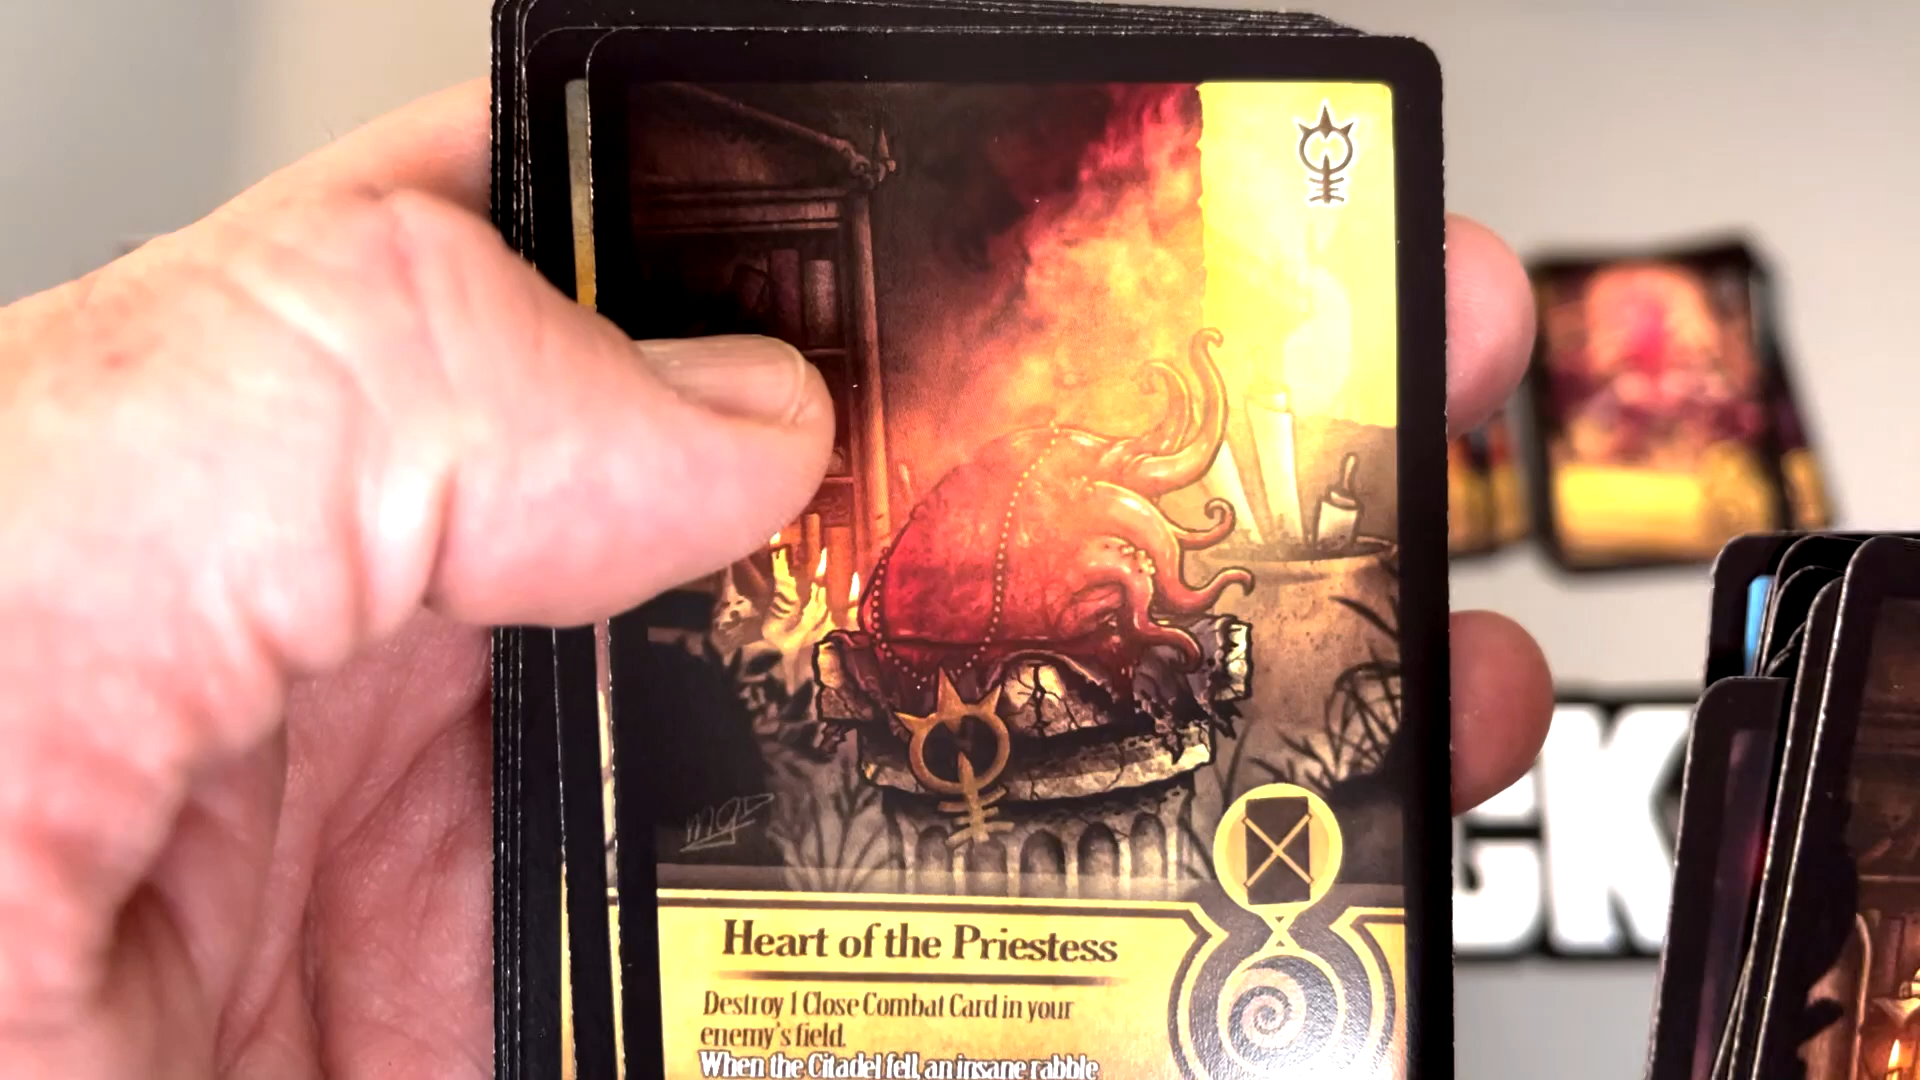 Heart of the Priestess
Destroy 1 Close Combat Card in your
enemy's field.
When the Citadel fell, an insane rabble